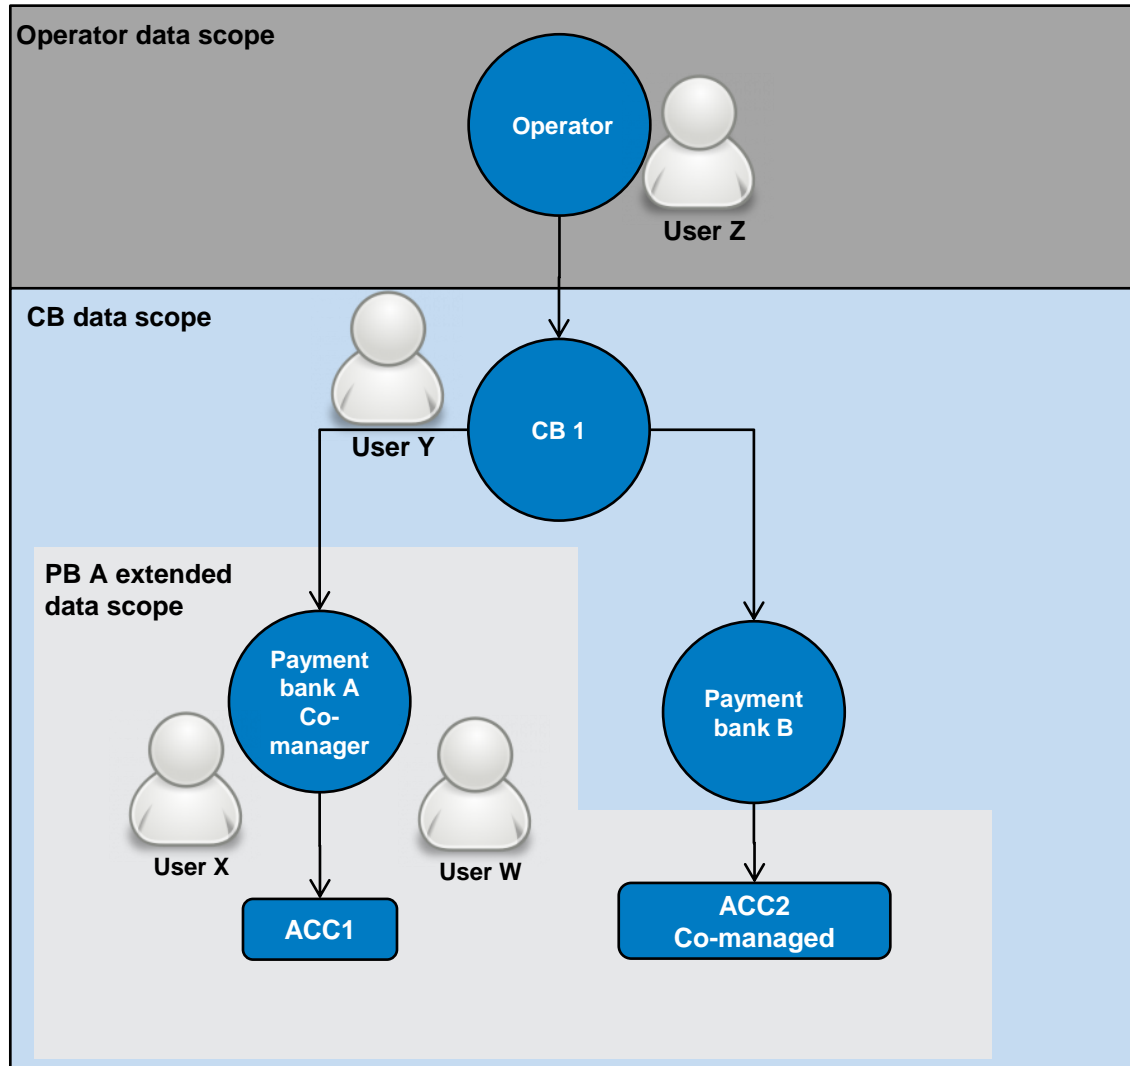 Operator data scope
Operator
User Z
CB data scope
CB 1
User Y
PB A extended
data scope
Payment
bank A
Co-
manager
Payment
bank B
User X
User W
ACC1
ACC2
Co-managed